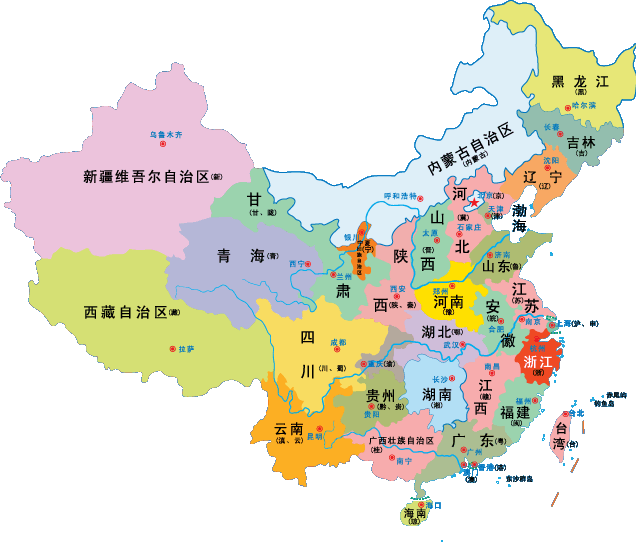 黑龙江
(黑)
哈尔滨
长春
吉林
(吉)
沈阳
辽宁
(辽)
内蒙古自治区
(内蒙古)
呼和浩特
乌鲁木齐
新疆维吾尔自治区(新)
甘
(甘、陇)
肃
兰州
银川
宁夏
回族自治区
(宁)
青海(青)
西宁
西藏自治区(藏)
拉萨
河
(冀)
北
石家庄
北京(京)
天津
(津)
渤海
山
西
(晋)
太原
济南
山东(鲁)
陕
西
(陕、秦)
西安
郑州
河南
(豫)
江
苏
(苏)
南京
安
(皖)
徽
合肥
上海(沪、申)
杭州
浙江
(浙)
四
川
(川、蜀)
成都
重庆(渝)
湖北(鄂)
武汉
长沙
湖南
(湘)
南昌
江
(赣)
西
贵州
(黔、贵)
贵阳
云南
(滇、云)
昆明
广西壮族自治区
(桂)
南宁
广东(粤)
广州
香港(港)
澳门
(澳)
福州
福建
(闽)
台北
台
湾(台)
赤尾屿
钓鱼岛
东沙群岛
海口
海南
(琼)